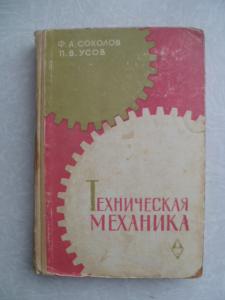 Ф. А. СОКОЛОВ
П. В. УСОВ
ТЕХНИЧЕСКАЯ
МЕХАНИКА